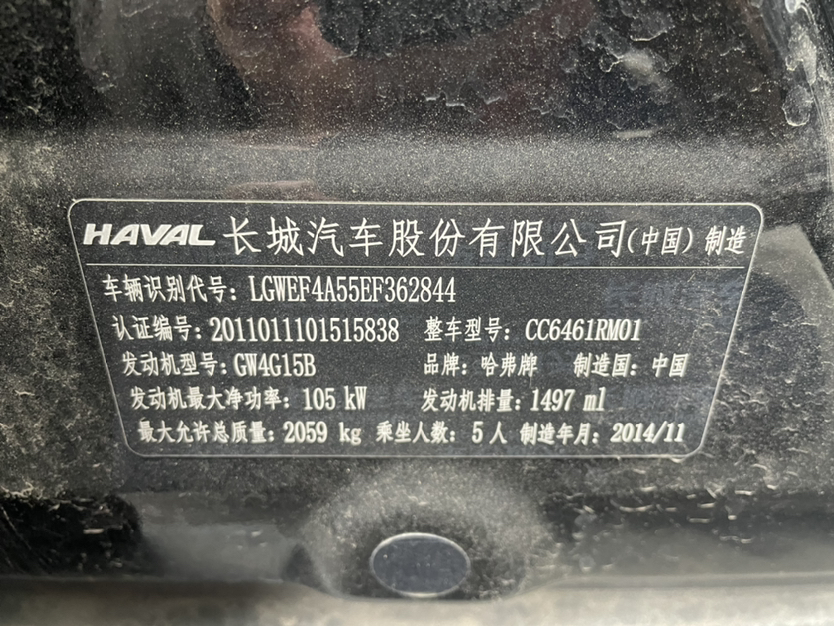 HAVAL 长城汽车股份有限公司(中国) 制造
车辆识别代号: LGWEF4A55EF362844
认证编号: 2011011101515838 整车型号: CC6461RM01
发动机型号: GW4G15B 品牌: 哈弗牌 制造国: 中国
发动机最大净功率: 105 kW 发动机排量: 1497 ml
最大允许总质量: 2059 kg 乘坐人数: 5人 制造年月: 2014/11